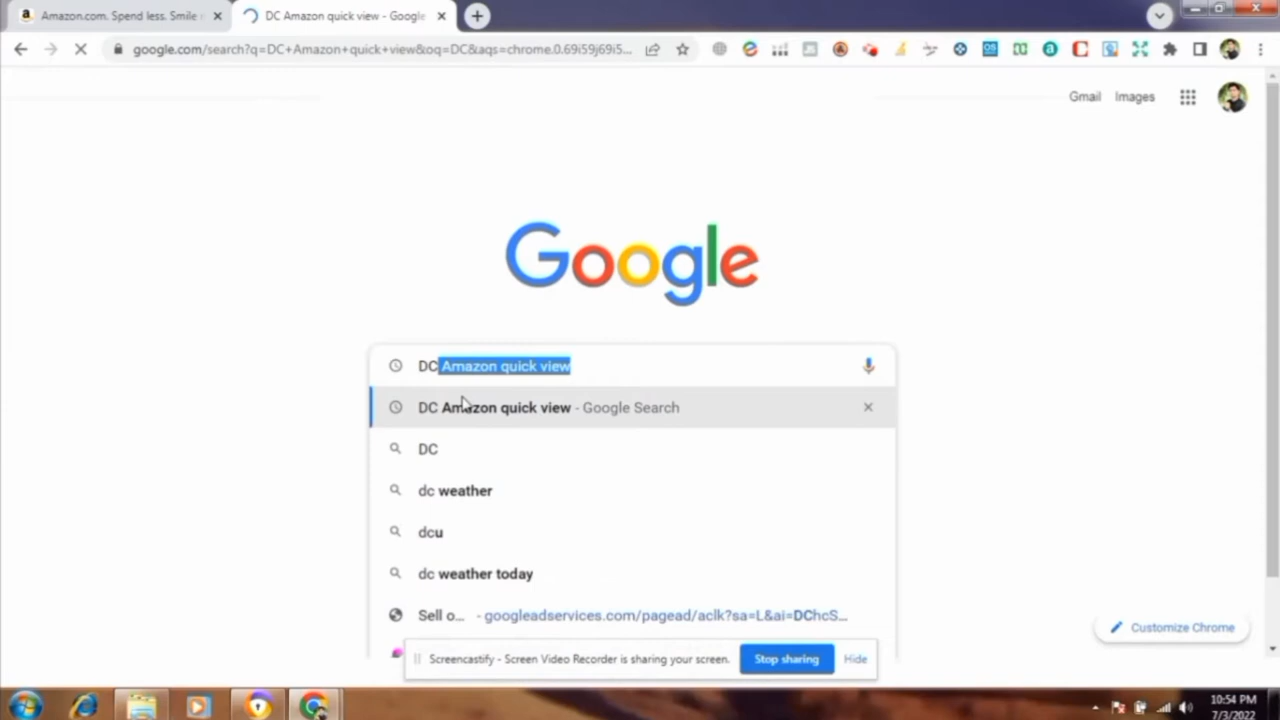 Amazon.com. Spend less. Smile
DC Amazon quick view - Google
google.com/search?q=DC+Amazon+quick+view&oq=DC&aqs=chrome.0.69i59j69i5...
Gmail Images
Google
DC Amazon quick view
DC Amazon quick view - Google Search
DC
dc weather
dcu
dc weather today
Sell o... - googleadservices.com/pagead/aclk?sa=L&ai=DChcS...
Customize Chrome
Screencastify - Screen Video Recorder is sharing your screen. Stop sharing Hide
10:54 PM
7/3/2022